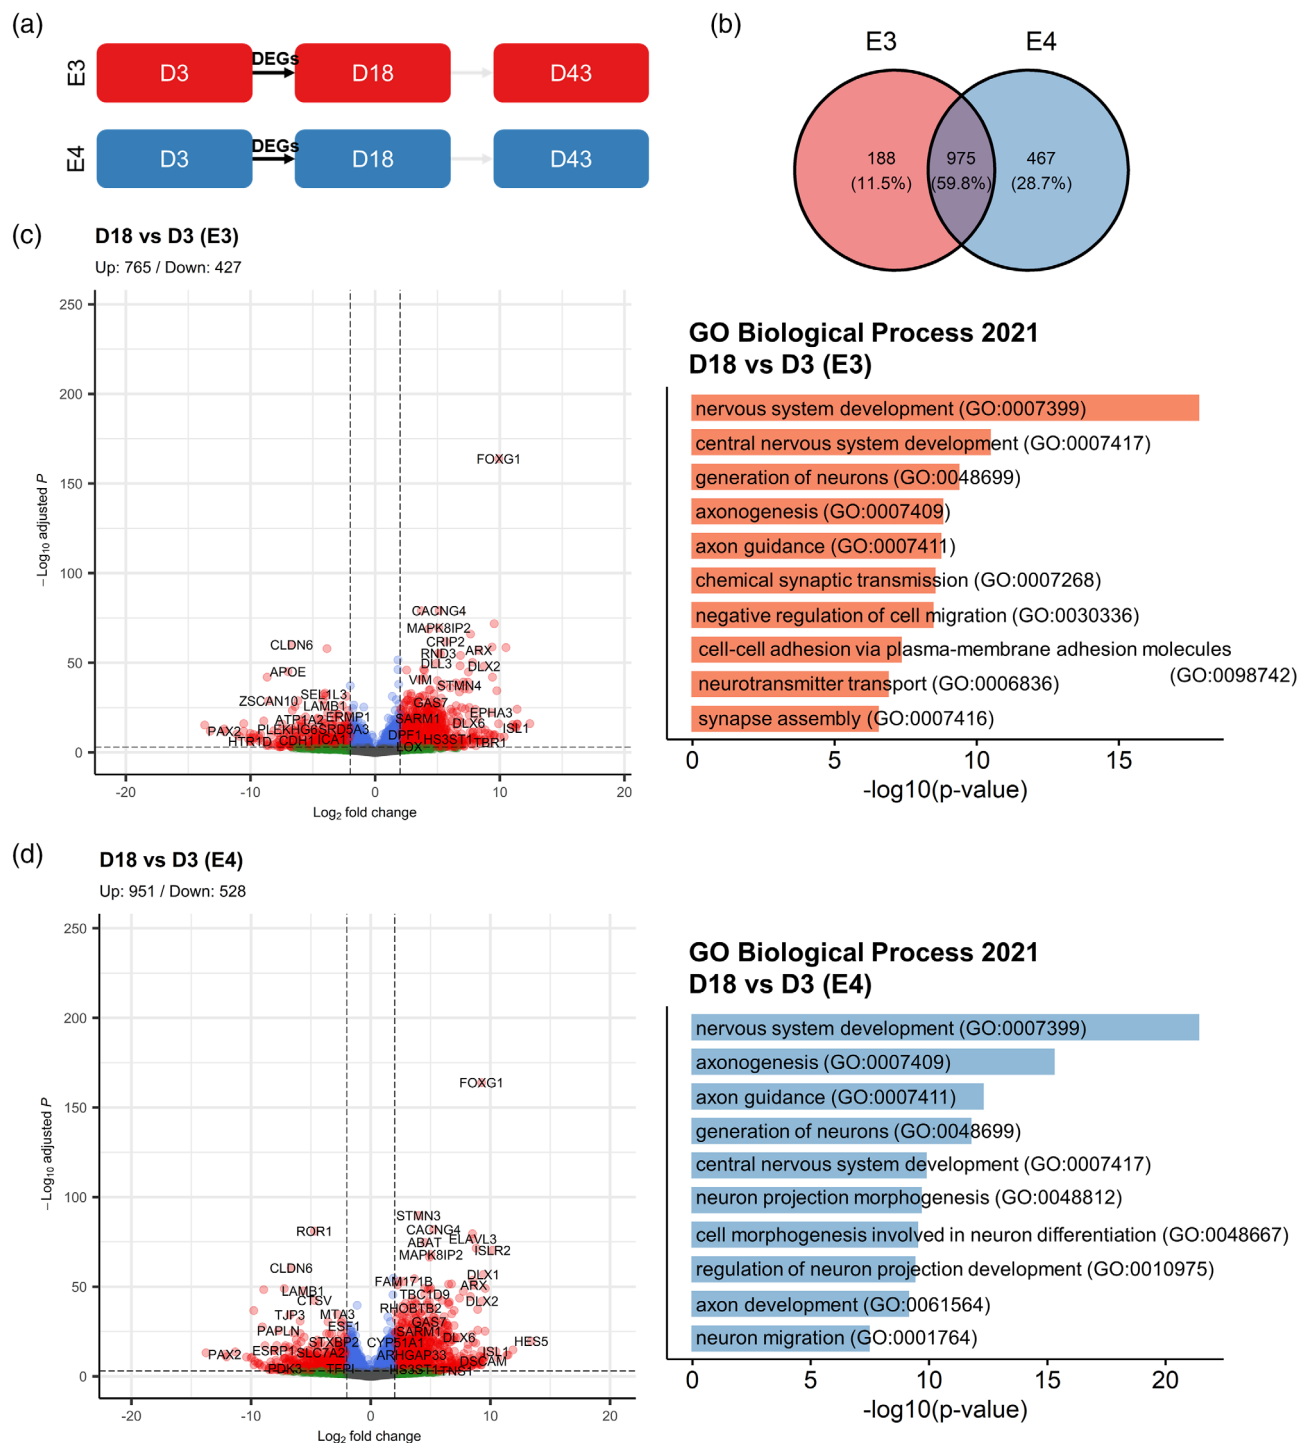 (a)
E3
D3
DEGs
D18
D43
E4
D3
DEGs
D18
D43
(b)
E3
E4
188
(11.5%)
975
(59.8%)
467
(28.7%)
(c)
D18 vs D3 (E3)
Up: 765 / Down: 427
250
200
150
100
50
0
−Log10 adjusted P
-20
-10
0
10
20
Log2 fold change
FOXG1
CACNG4
MAPK8IP2
CLDN6
CRIP2
RND3
ARX
DLL3
DLX2
APOE
VIM
STMN4
SEL1L3
ZSCAN10
LAMB1
GAS7
EPHA3
ATP1A2
ERMP1
SARM1
DLX6
PAX2
PLEKHG6
SRD5A3
ISL1
DPF1
HTR1D
CDH1
ICA1
HS3ST1
TBR1
LOX
GO Biological Process 2021
D18 vs D3 (E3)
nervous system development (GO:0007399)
central nervous system development (GO:0007417)
generation of neurons (GO:0048699)
axonogenesis (GO:0007409)
axon guidance (GO:0007411)
chemical synaptic transmission (GO:0007268)
negative regulation of cell migration (GO:0030336)
cell-cell adhesion via plasma-membrane adhesion molecules
(GO:0098742)
neurotransmitter transport (GO:0006836)
synapse assembly (GO:0007416)
0
5
10
15
-log10(p-value)
(d)
D18 vs D3 (E4)
Up: 951 / Down: 528
250
200
150
100
50
0
−Log10 adjusted P
-20
-10
0
10
20
Log2 fold change
FOXG1
STMN3
ROR1
CACNG4
ELAVL3
ABAT
ISLR2
MAPK8IP2
CLDN6
DLX1
FAM171B
ARX
LAMB1
TBC1D9
CTSV
DLX2
RHOBTB2
TJP3
MTA3
GAS7
ESF1
PAPLN
SARM1
DLX6
STXBP2
CYP51A1
HES5
ESRP1
SLC7A2
ISL1
PAX2
ARHGAP33
DSCAM
PDK3
TFPI
HS3ST1
TNS1
GO Biological Process 2021
D18 vs D3 (E4)
nervous system development (GO:0007399)
axonogenesis (GO:0007409)
axon guidance (GO:0007411)
generation of neurons (GO:0048699)
central nervous system development (GO:0007417)
neuron projection morphogenesis (GO:0048812)
cell morphogenesis involved in neuron differentiation (GO:0048667)
regulation of neuron projection development (GO:0010975)
axon development (GO:0061564)
neuron migration (GO:0001764)
0
5
10
15
20
-log10(p-value)